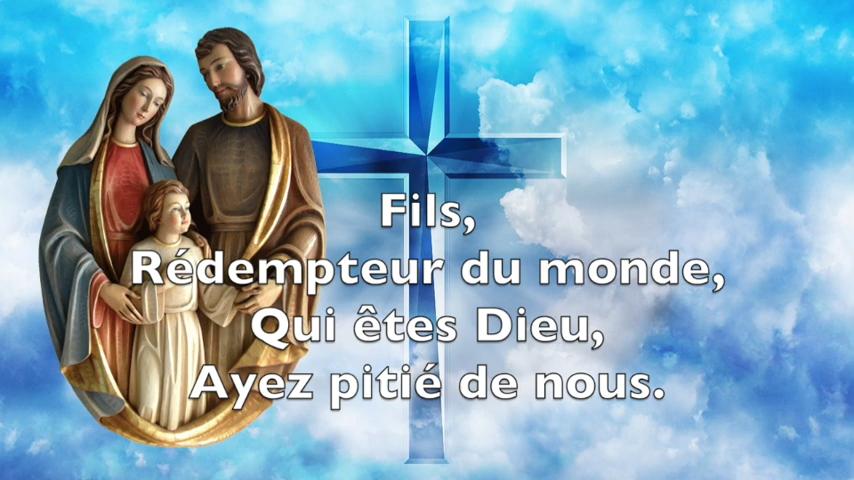 Fils,
Rédempteur du monde,
Qui êtes Dieu,
Ayez pitié de nous.